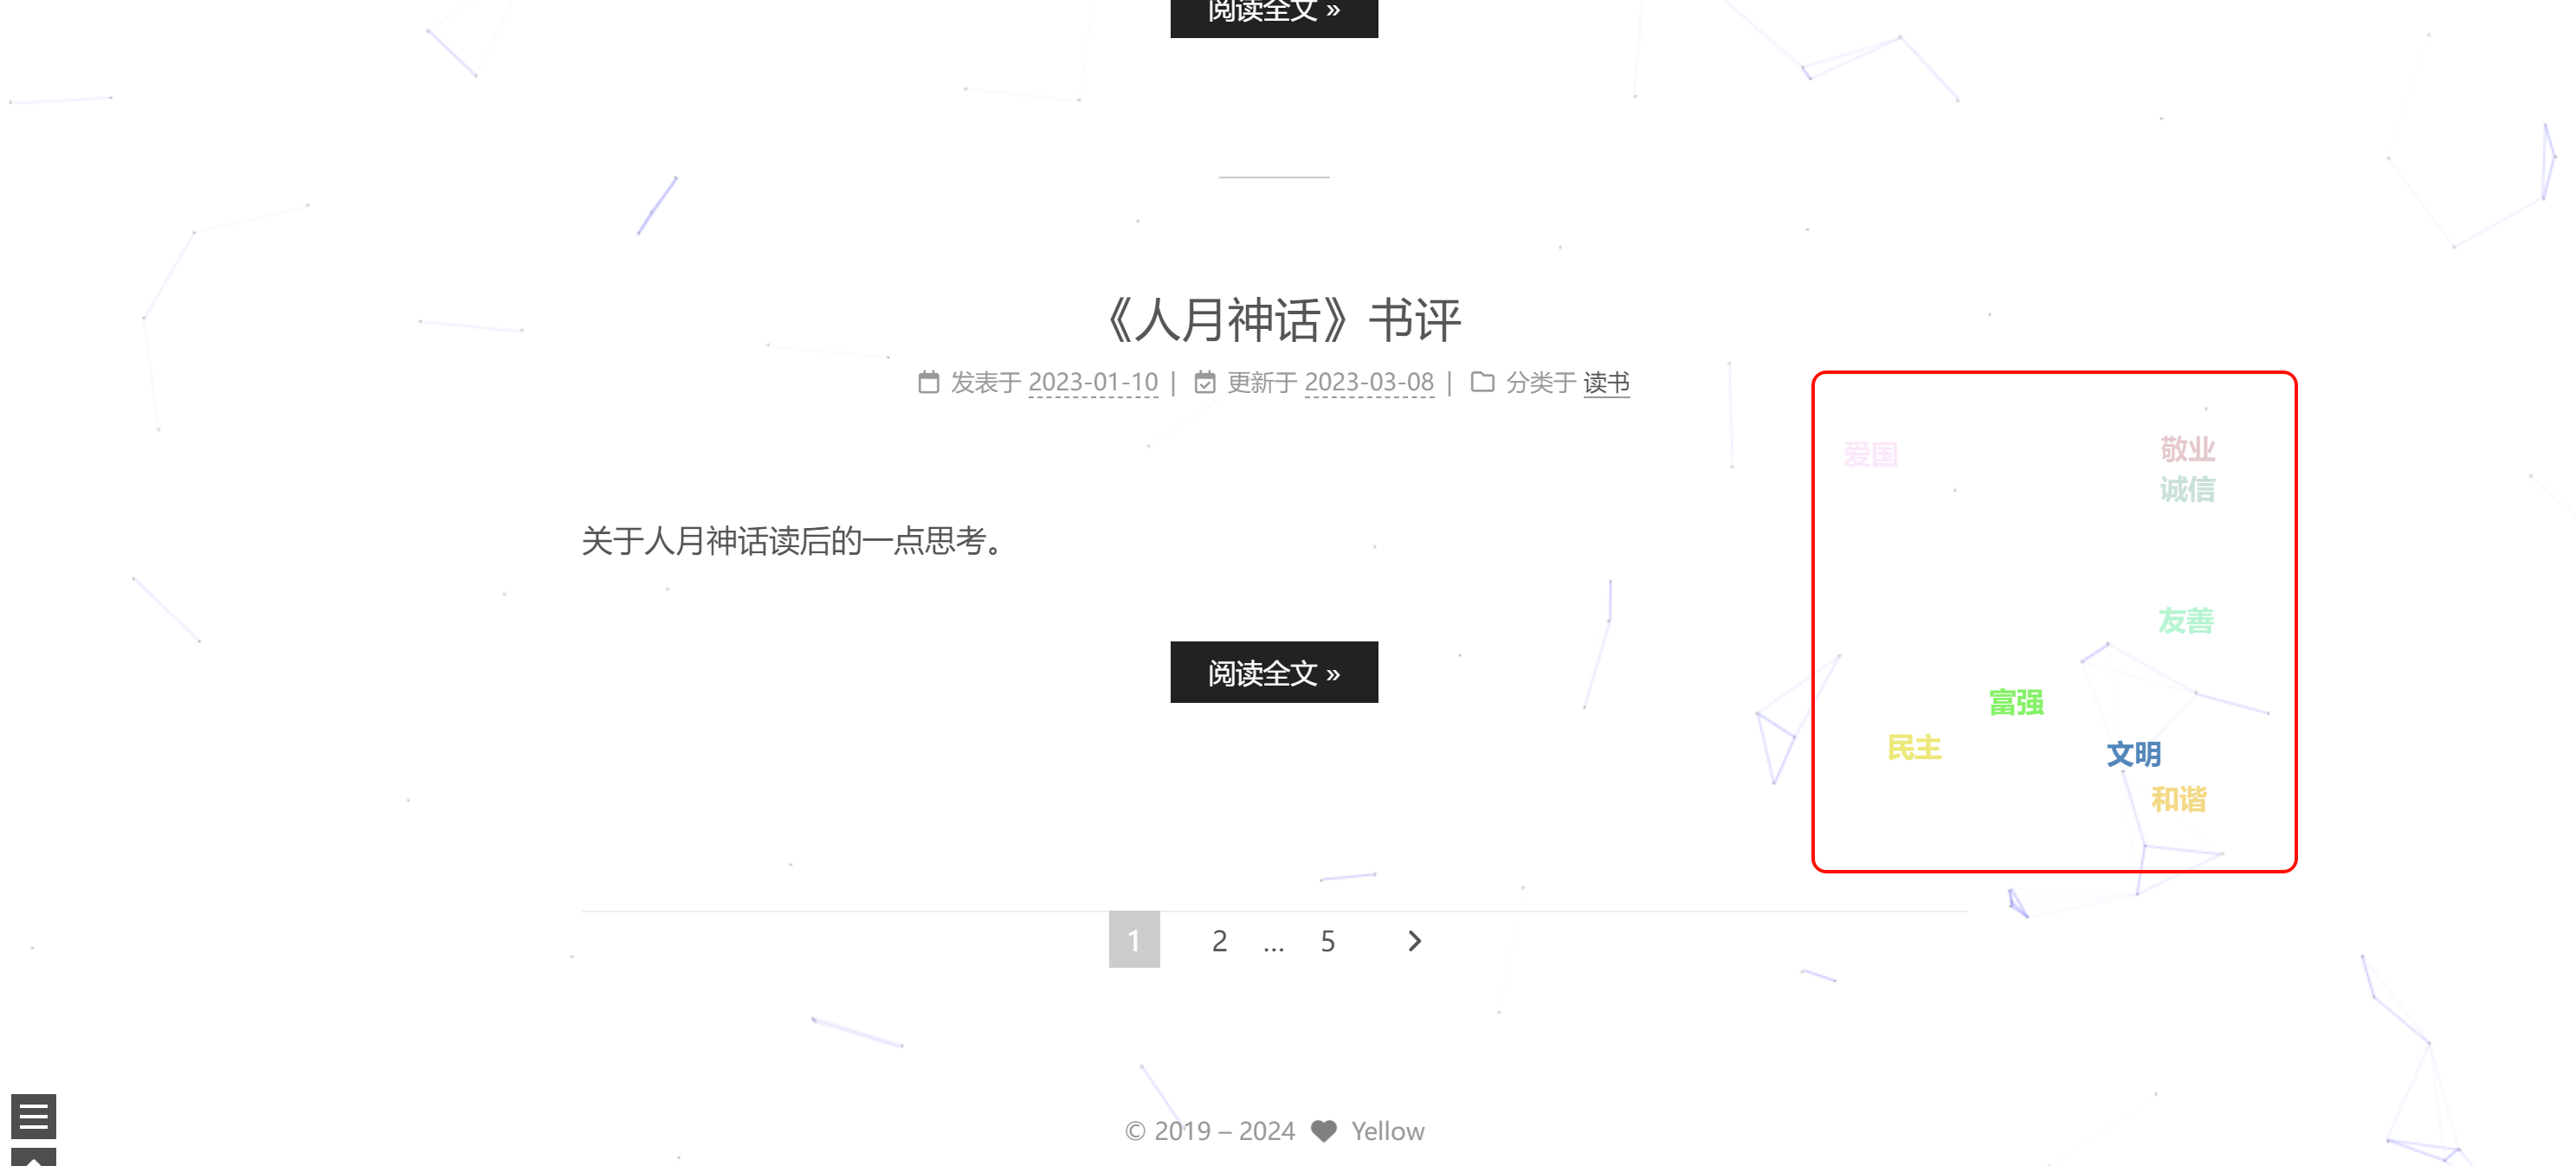 阅读全文 »
《人月神话》书评
发表于 2023-01-10 | 更新于 2023-03-08 | 分类于 读书
爱国
敬业
诚信
关于人月神话读后的一点思考。
友善
阅读全文 »
富强
民主
文明
和谐
1 2 … 5
© 2019 – 2024 Yellow